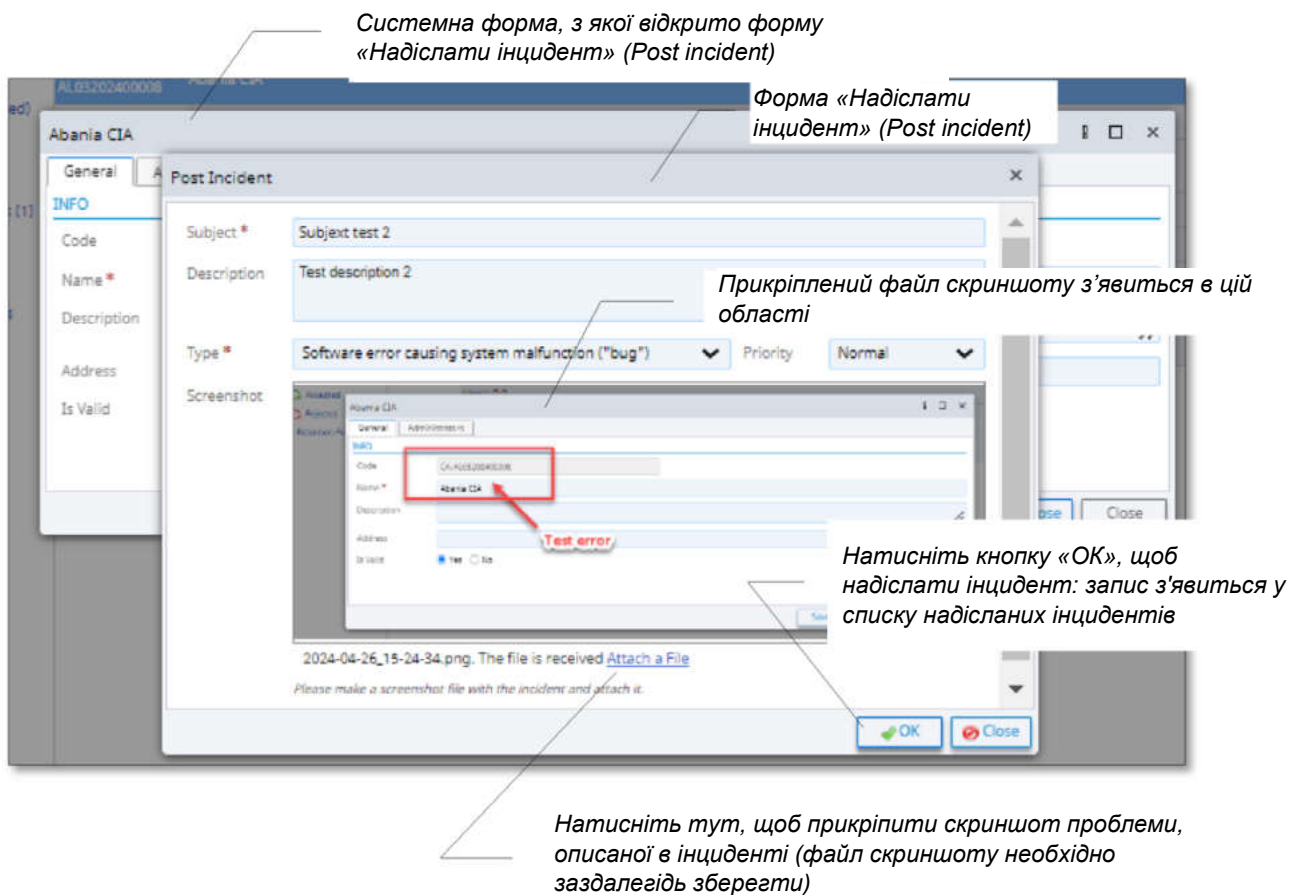 Системна форма, з якої відкрито форму
«Надіслати інцидент» (Post incident)
AL03202400008
ed)
Форма «Надіслати
інцидент» (Post incident)
Abania CIA
General
A
Post Incident
: [1]
INFO
Code
Subject *
Subjext test 2
Name *
Description
Test description 2
Прикріплений файл скриншоту з’явиться в цій
області
Description
Type *
Software error causing system malfunction ("bug")
Priority
Normal
Address
Screenshot
Is Valid
Abania CIA
General
Administrators
INFO
Code
Name *
Abania CIA
Description
Address
Test error
Is Valid
Yes
No
Close
Натисніть кнопку «ОК», щоб
надіслати інцидент: запис з'явиться у
списку надісланих інцидентів
2024-04-26_15-24-34.png. The file is received Attach a File
Please make a screenshot file with the incident and attach it.
OK
Close
Натисніть тут, щоб прикріпити скриншот проблеми,
описаної в інциденті (файл скриншоту необхідно
заздалегідь зберегти)